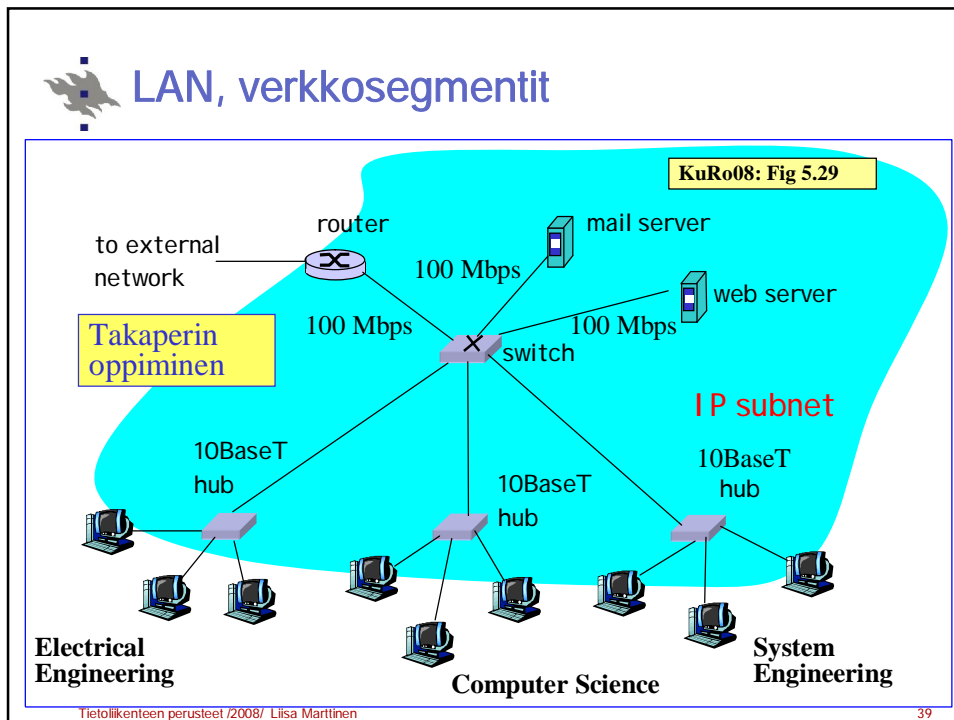 LAN, verkkosegmentit
KuRo08: Fig 5.29
router
mail server
to external
network
100 Mbps
web server
100 Mbps
100 Mbps
Takaperin
oppiminen
switch
IP subnet
10BaseT
hub
10BaseT
hub
10BaseT
hub
Electrical
Engineering
Computer Science
System
Engineering
Tietoliikenteen perusteet /2008/ Liisa Marttinen
39